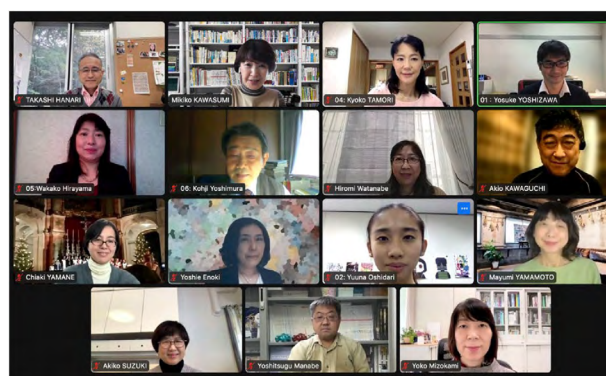 TAKASHI HANARI
Mikiko KAWASUMI
04: Kyoko TAMORI
01 : Yosuke YOSHIZAWA
05 Wakako Hirayama
06: Kohji Yoshimura
Hiromi Watanabe
Akio KAWAGUCHI
Chiaki YAMANE
Yoshie Enoki
02: Yuuna Oshidari
Mayumi YAMAMOTO
Akiko SUZUKI
Yoshitsugu Manabe
Yoko Mizokami